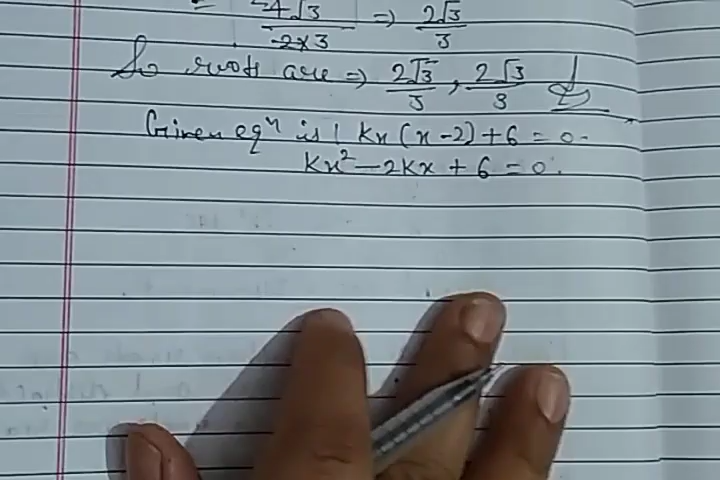 = -4√3/-2×3 => 2√3/3
So roots are => 2√3/3, 2√3/3
Given eqⁿ is | Kx(x-2)+6=0.
Kx²-2Kx+6=0.